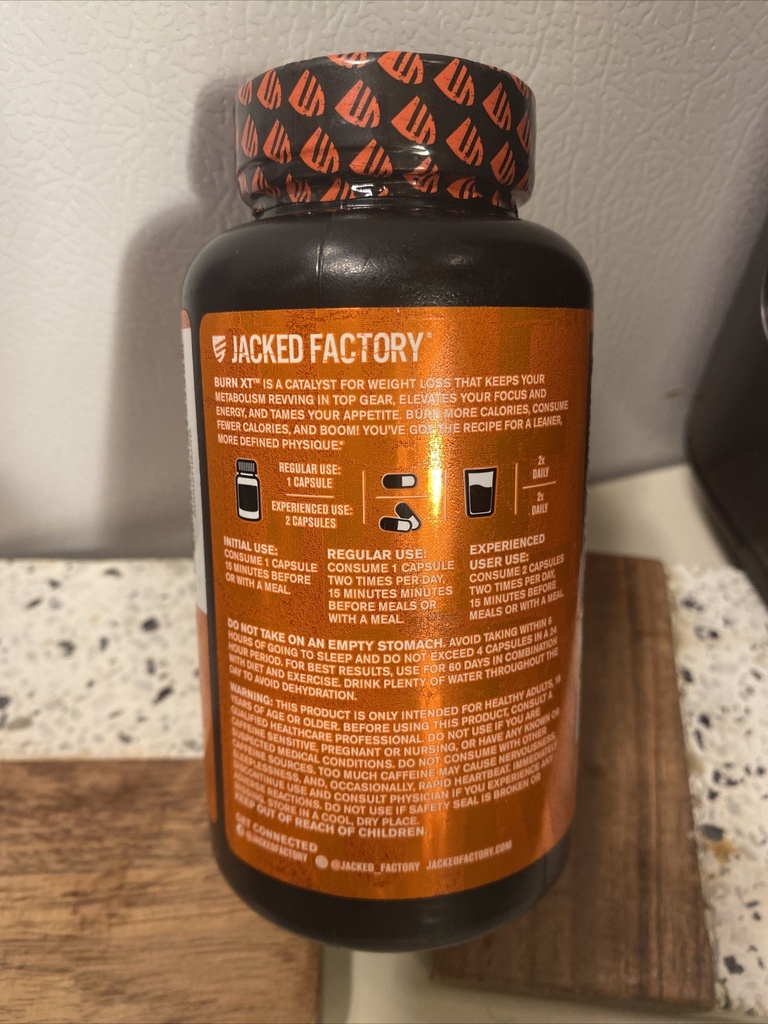 JACKED FACTORY®
BURN XT™ IS A CATALYST FOR WEIGHT LOSS THAT KEEPS YOUR
METABOLISM REVVING IN TOP GEAR, ELEVATES YOUR FOCUS AND
ENERGY, AND TAMES YOUR APPETITE. BURN MORE CALORIES, CONSUME
FEWER CALORIES, AND BOOM! YOU'VE GOT THE RECIPE FOR A LEANER,
MORE DEFINED PHYSIQUE.*
REGULAR USE:
1 CAPSULE
EXPERIENCED USE:
2 CAPSULES
2x
DAILY
2x
DAILY
INITIAL USE:
CONSUME 1 CAPSULE
15 MINUTES BEFORE
OR WITH A MEAL.
REGULAR USE:
CONSUME 1 CAPSULE
TWO TIMES PER DAY,
15 MINUTES MINUTES
BEFORE MEALS OR
WITH A MEAL.
EXPERIENCED
USER USE:
CONSUME 2 CAPSULES
TWO TIMES PER DAY,
15 MINUTES BEFORE
MEALS OR WITH A MEAL
DO NOT TAKE ON AN EMPTY STOMACH. AVOID TAKING WITHIN 6
HOURS OF GOING TO SLEEP AND DO NOT EXCEED 4 CAPSULES IN A 24
HOUR PERIOD. FOR BEST RESULTS, USE FOR 60 DAYS IN COMBINATION
WITH DIET AND EXERCISE. DRINK PLENTY OF WATER THROUGHOUT THE
DAY TO AVOID DEHYDRATION.
WARNING: THIS PRODUCT IS ONLY INTENDED FOR HEALTHY ADULTS, 18
YEARS OF AGE OR OLDER. BEFORE USING THIS PRODUCT, CONSULT A
QUALIFIED HEALTHCARE PROFESSIONAL. DO NOT USE IF YOU ARE
CAFFEINE SENSITIVE, PREGNANT OR NURSING, OR HAVE ANY KNOWN OR
SUSPECTED MEDICAL CONDITIONS. DO NOT CONSUME WITH OTHER
CAFFEINE SOURCES. TOO MUCH CAFFEINE MAY CAUSE NERVOUSNESS,
SLEEPLESSNESS, AND, OCCASIONALLY, RAPID HEARTBEAT. IMMEDIATELY
DISCONTINUE USE AND CONSULT PHYSICIAN IF YOU EXPERIENCE ANY
ADVERSE REACTIONS. DO NOT USE IF SAFETY SEAL IS BROKEN OR
MISSING. STORE IN A COOL, DRY PLACE.
KEEP OUT OF REACH OF CHILDREN.
GET CONNECTED
@JACKEDFACTORY @JACKED_FACTORY JACKEDFACTORY.COM